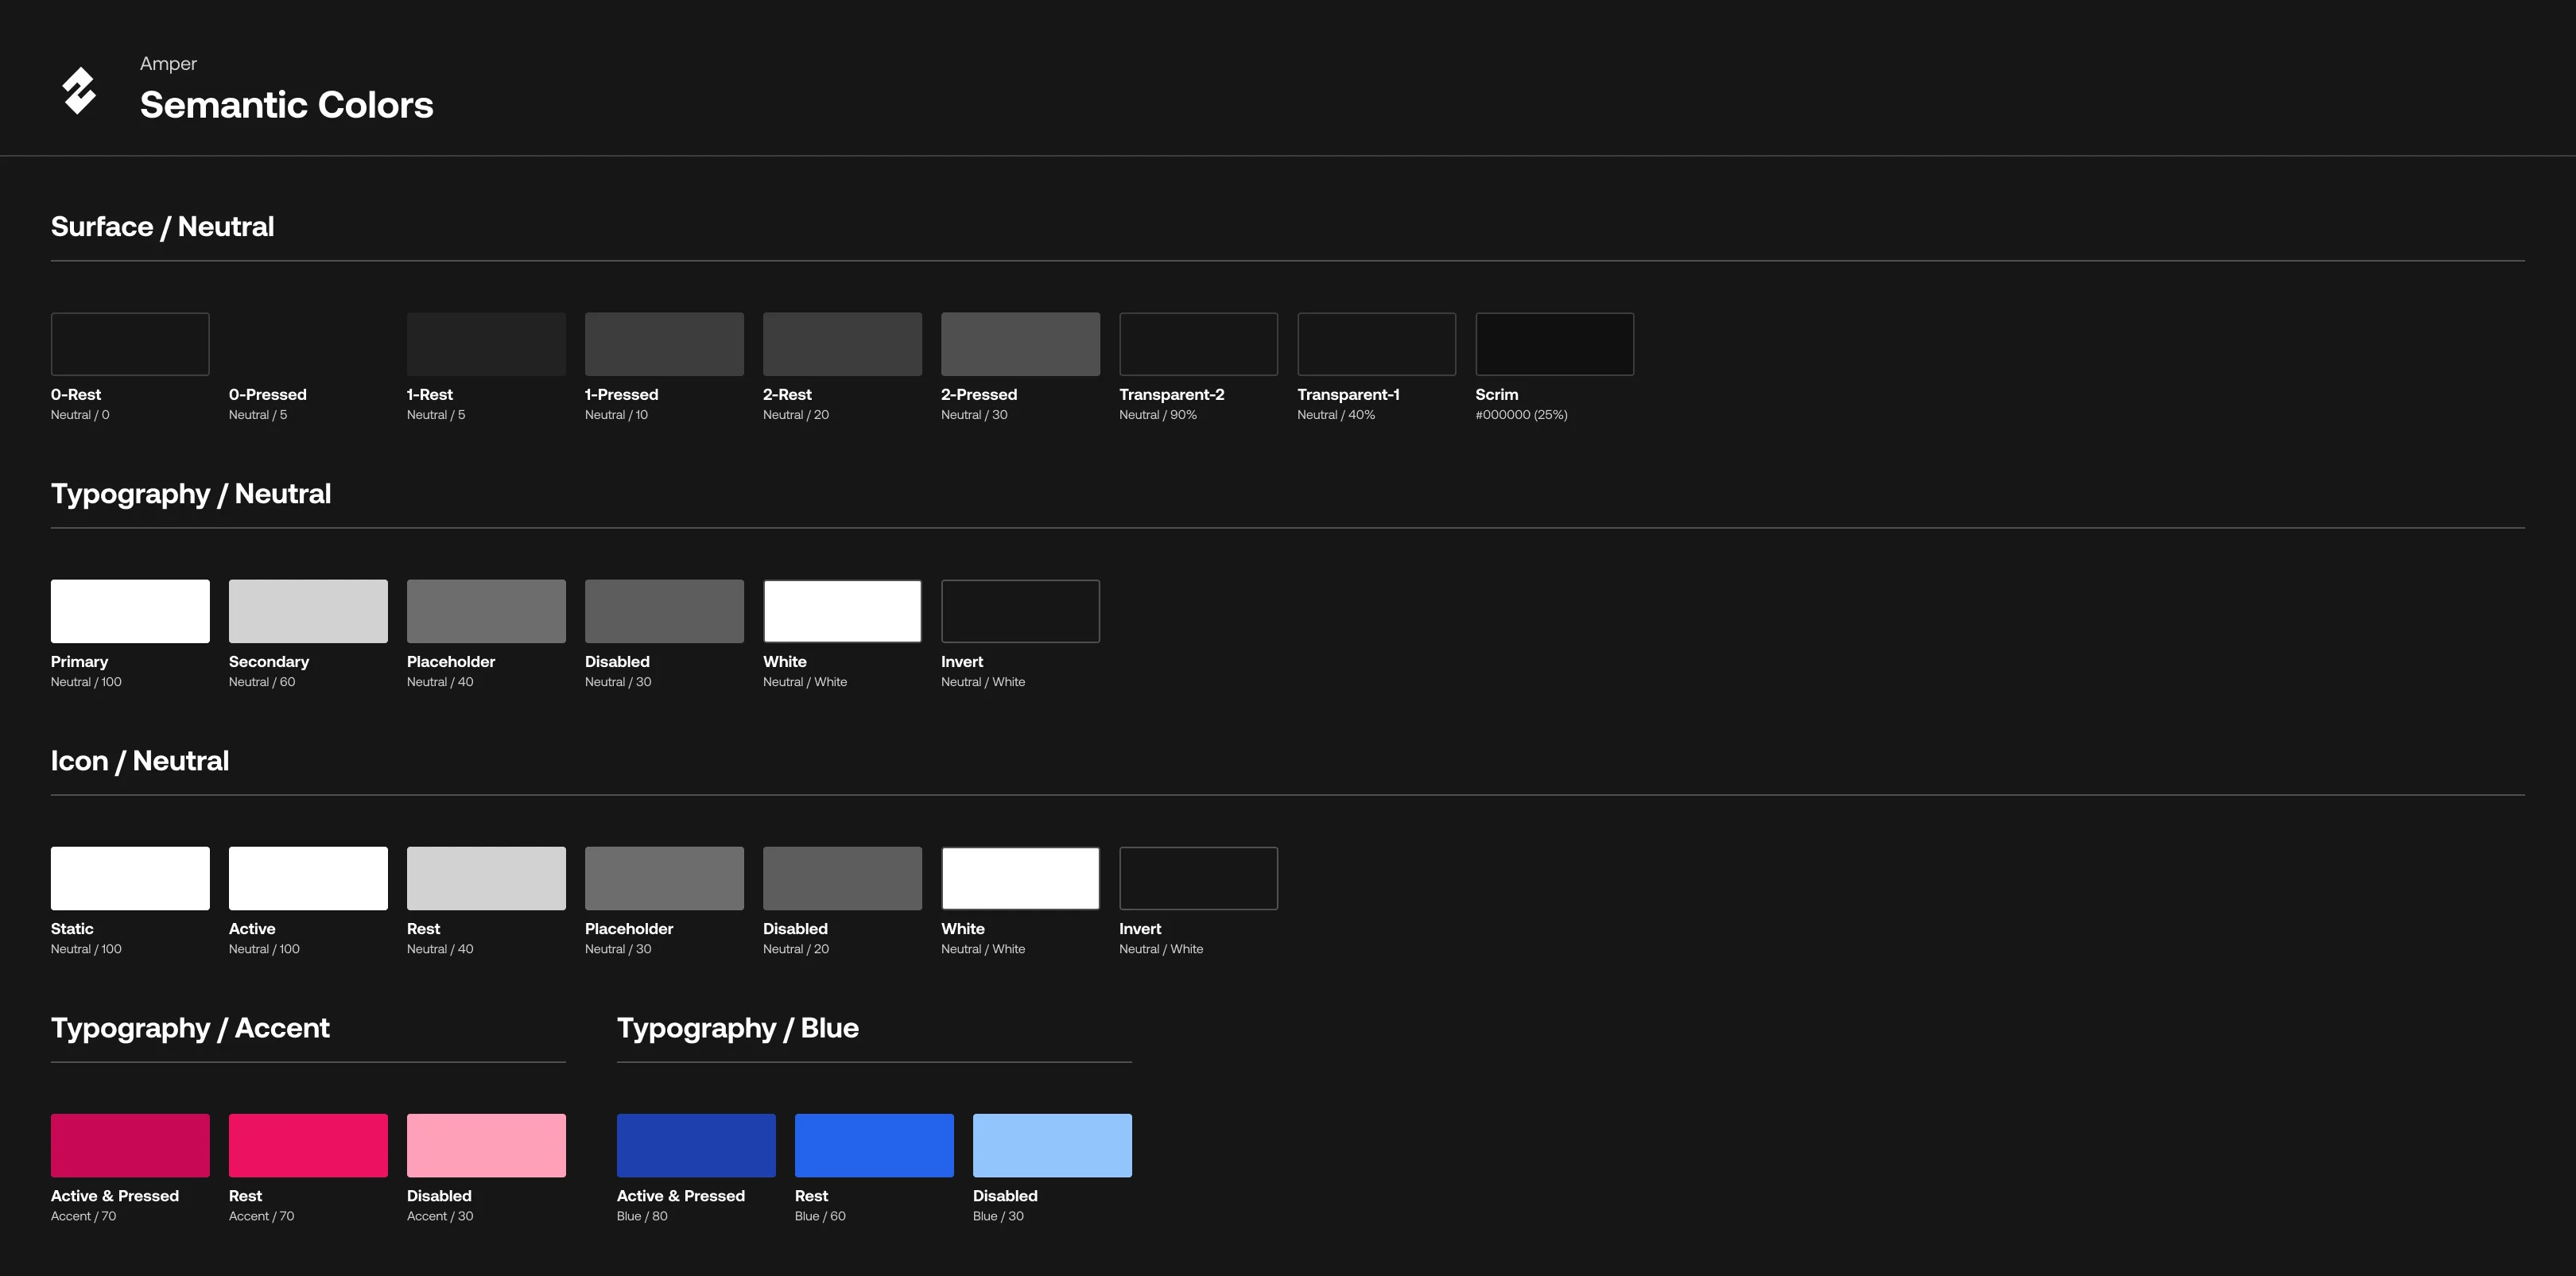 Amper
Semantic Colors
Surface / Neutral
0-Rest
Neutral / 0
0-Pressed
Neutral / 5
1-Rest
Neutral / 5
1-Pressed
Neutral / 10
2-Rest
Neutral / 20
2-Pressed
Neutral / 30
Transparent-2
Neutral / 90%
Transparent-1
Neutral / 40%
Scrim
#000000 (25%)
Typography / Neutral
Primary
Neutral / 100
Secondary
Neutral / 60
Placeholder
Neutral / 40
Disabled
Neutral / 30
White
Neutral / White
Invert
Neutral / White
Icon / Neutral
Static
Neutral / 100
Active
Neutral / 100
Rest
Neutral / 40
Placeholder
Neutral / 30
Disabled
Neutral / 20
White
Neutral / White
Invert
Neutral / White
Typography / Accent
Active & Pressed
Accent / 70
Rest
Accent / 70
Disabled
Accent / 30
Typography / Blue
Active & Pressed
Blue / 80
Rest
Blue / 60
Disabled
Blue / 30